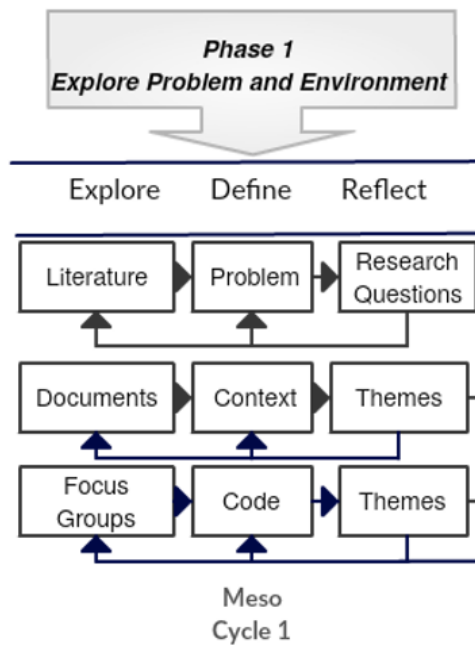 Phase 1
Explore Problem and Environment
Explore Define Reflect
Literature Problem Research
Questions
Documents Context Themes
Focus
Groups Code Themes
Meso
Cycle 1